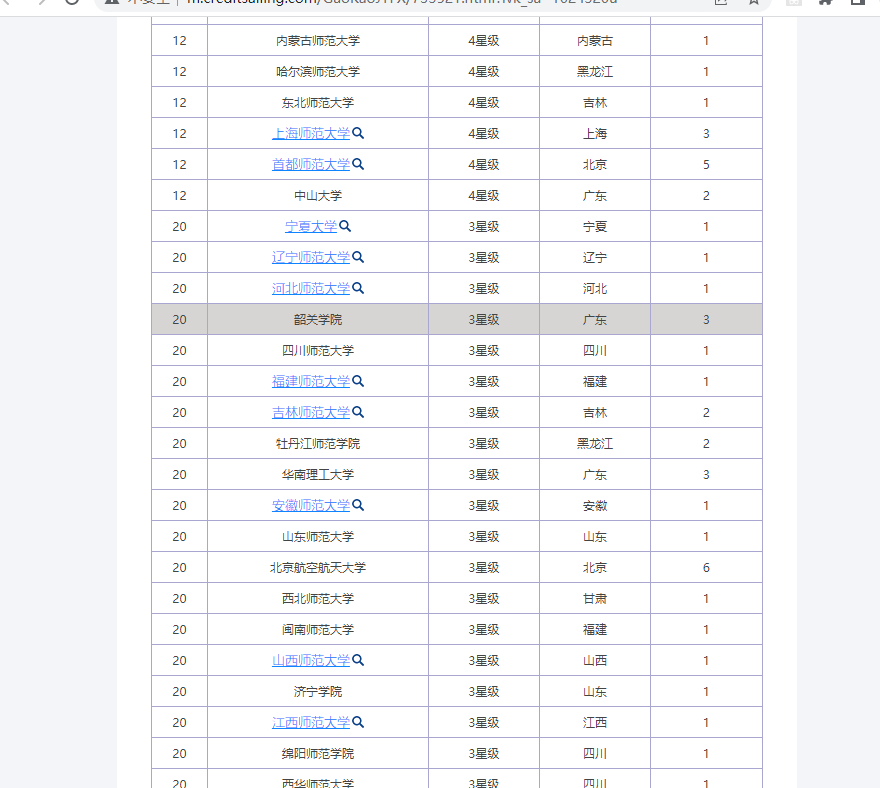 12 内蒙古师范大学 4星级 内蒙古 1
12 哈尔滨师范大学 4星级 黑龙江 1
12 东北师范大学 4星级 吉林 1
12 上海师范大学 4星级 上海 3
12 首都师范大学 4星级 北京 5
12 中山大学 4星级 广东 2
20 宁夏大学 3星级 宁夏 1
20 辽宁师范大学 3星级 辽宁 1
20 河北师范大学 3星级 河北 1
20 韶关学院 3星级 广东 3
20 四川师范大学 3星级 四川 1
20 福建师范大学 3星级 福建 1
20 吉林师范大学 3星级 吉林 2
20 牡丹江师范学院 3星级 黑龙江 2
20 华南理工大学 3星级 广东 3
20 安徽师范大学 3星级 安徽 1
20 山东师范大学 3星级 山东 1
20 北京航空航天大学 3星级 北京 6
20 西北师范大学 3星级 甘肃 1
20 闽南师范大学 3星级 福建 1
20 山西师范大学 3星级 山西 1
20 济宁学院 3星级 山东 1
20 江西师范大学 3星级 江西 1
20 绵阳师范学院 3星级 四川 1
20 西华师范大学 3星级 四川 1